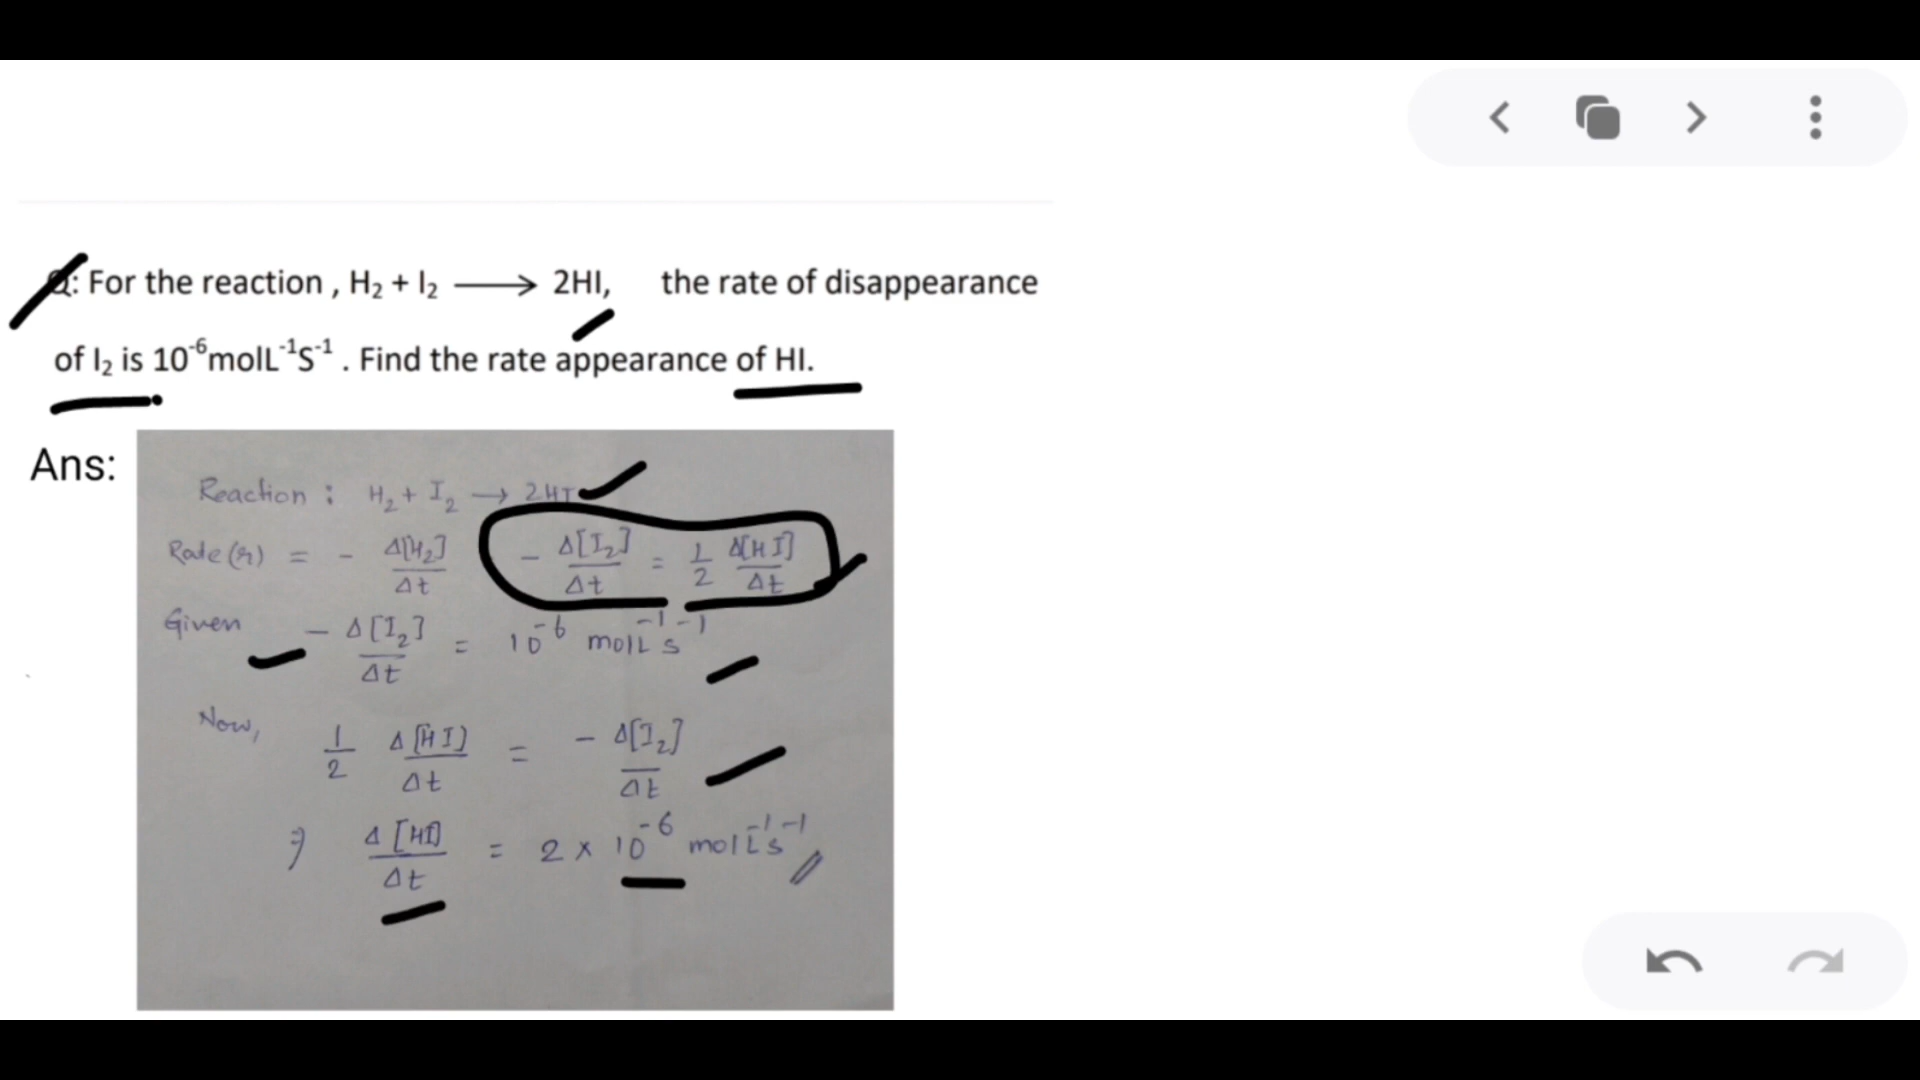 Q: For the reaction , H₂ + I₂ ⟶ 2HI, the rate of disappearance
of I₂ is 10⁻⁶molL⁻¹S⁻¹ . Find the rate appearance of HI.
Ans:
Reaction : H₂ + I₂ → 2HI
Rate (r) = - Δ[H₂]/Δt - Δ[I₂]/Δt = 1/2 Δ[HI]/Δt
Given - Δ[I₂]/Δt = 10⁻⁶ molL⁻¹s⁻¹
Now, 1/2 Δ[HI]/Δt = - Δ[I₂]/Δt
⇒ Δ[HI]/Δt = 2 × 10⁻⁶ molL⁻¹s⁻¹